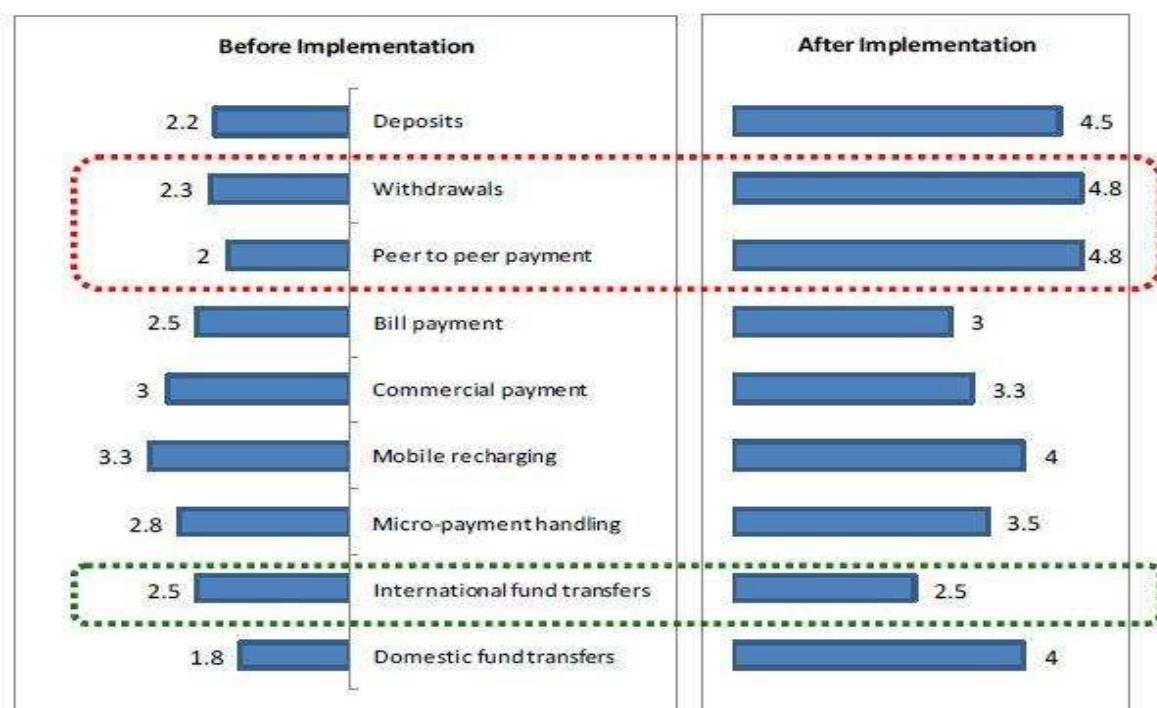 Before Implementation
After Implementation
2.2 Deposits 4.5
2.3 Withdrawals 4.8
2 Peer to peer payment 4.8
2.5 Bill payment 3
3 Commercial payment 3.3
3.3 Mobile recharging 4
2.8 Micro-payment handling 3.5
2.5 International fund transfers 2.5
1.8 Domestic fund transfers 4